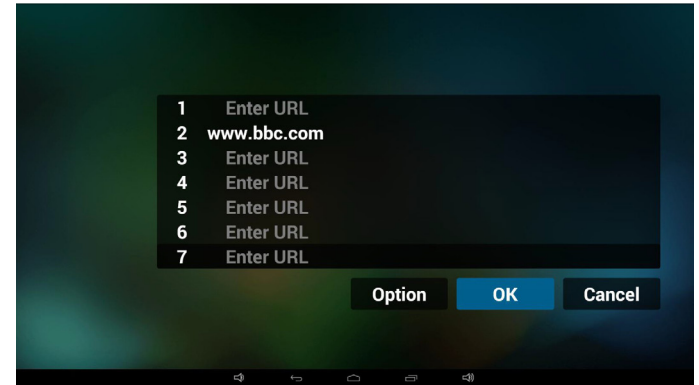 1 Enter URL
2 www.bbc.com
3 Enter URL
4 Enter URL
5 Enter URL
6 Enter URL
7 Enter URL
Option OK Cancel